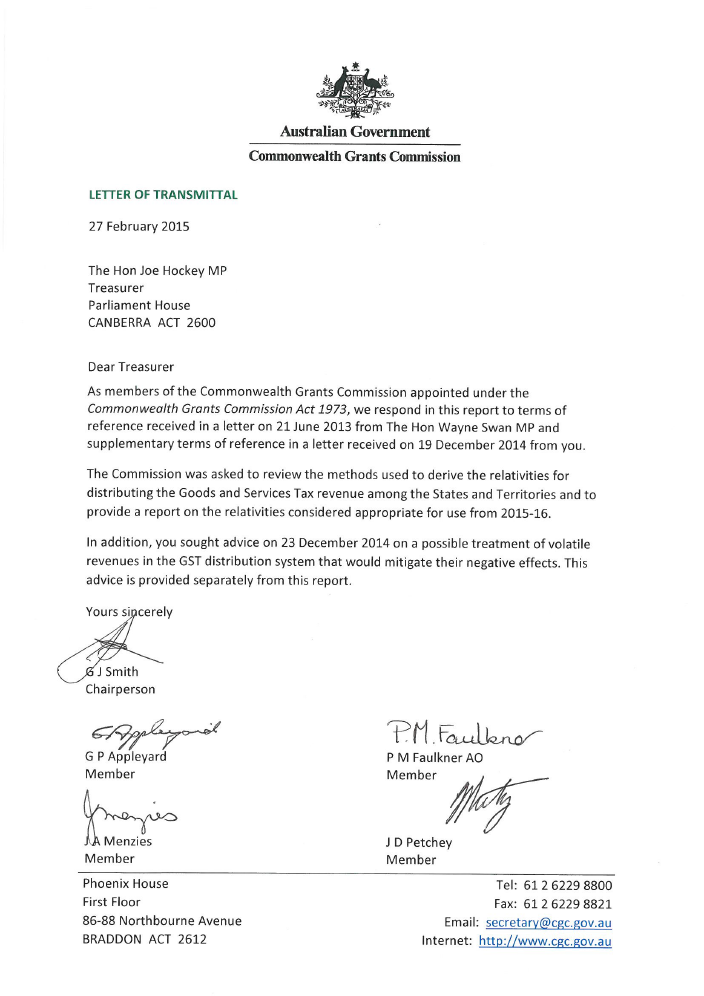 Australian Government
Commonwealth Grants Commission
LETTER OF TRANSMITTAL
27 February 2015
The Hon Joe Hockey MP
Treasurer
Parliament House
CANBERRA ACT 2600
Dear Treasurer
As members of the Commonwealth Grants Commission appointed under the
Commonwealth Grants Commission Act 1973, we respond in this report to terms of
reference received in a letter on 21 June 2013 from The Hon Wayne Swan MP and
supplementary terms of reference in a letter received on 19 December 2014 from you.
The Commission was asked to review the methods used to derive the relativities for
distributing the Goods and Services Tax revenue among the States and Territories and to
provide a report on the relativities considered appropriate for use from 2015-16.
In addition, you sought advice on 23 December 2014 on a possible treatment of volatile
revenues in the GST distribution system that would mitigate their negative effects. This
advice is provided separately from this report.
Yours sincerely
G J Smith
Chairperson
G Appleyard
G P Appleyard
Member
P.M. Faulkner
P M Faulkner AO
Member
J Menzies
J A Menzies
Member
J D Petchey
Member
Phoenix House
First Floor
86-88 Northbourne Avenue
BRADDON ACT 2612
Tel: 61 2 6229 8800
Fax: 61 2 6229 8821
Email: secretary@cgc.gov.au
Internet: http://www.cgc.gov.au